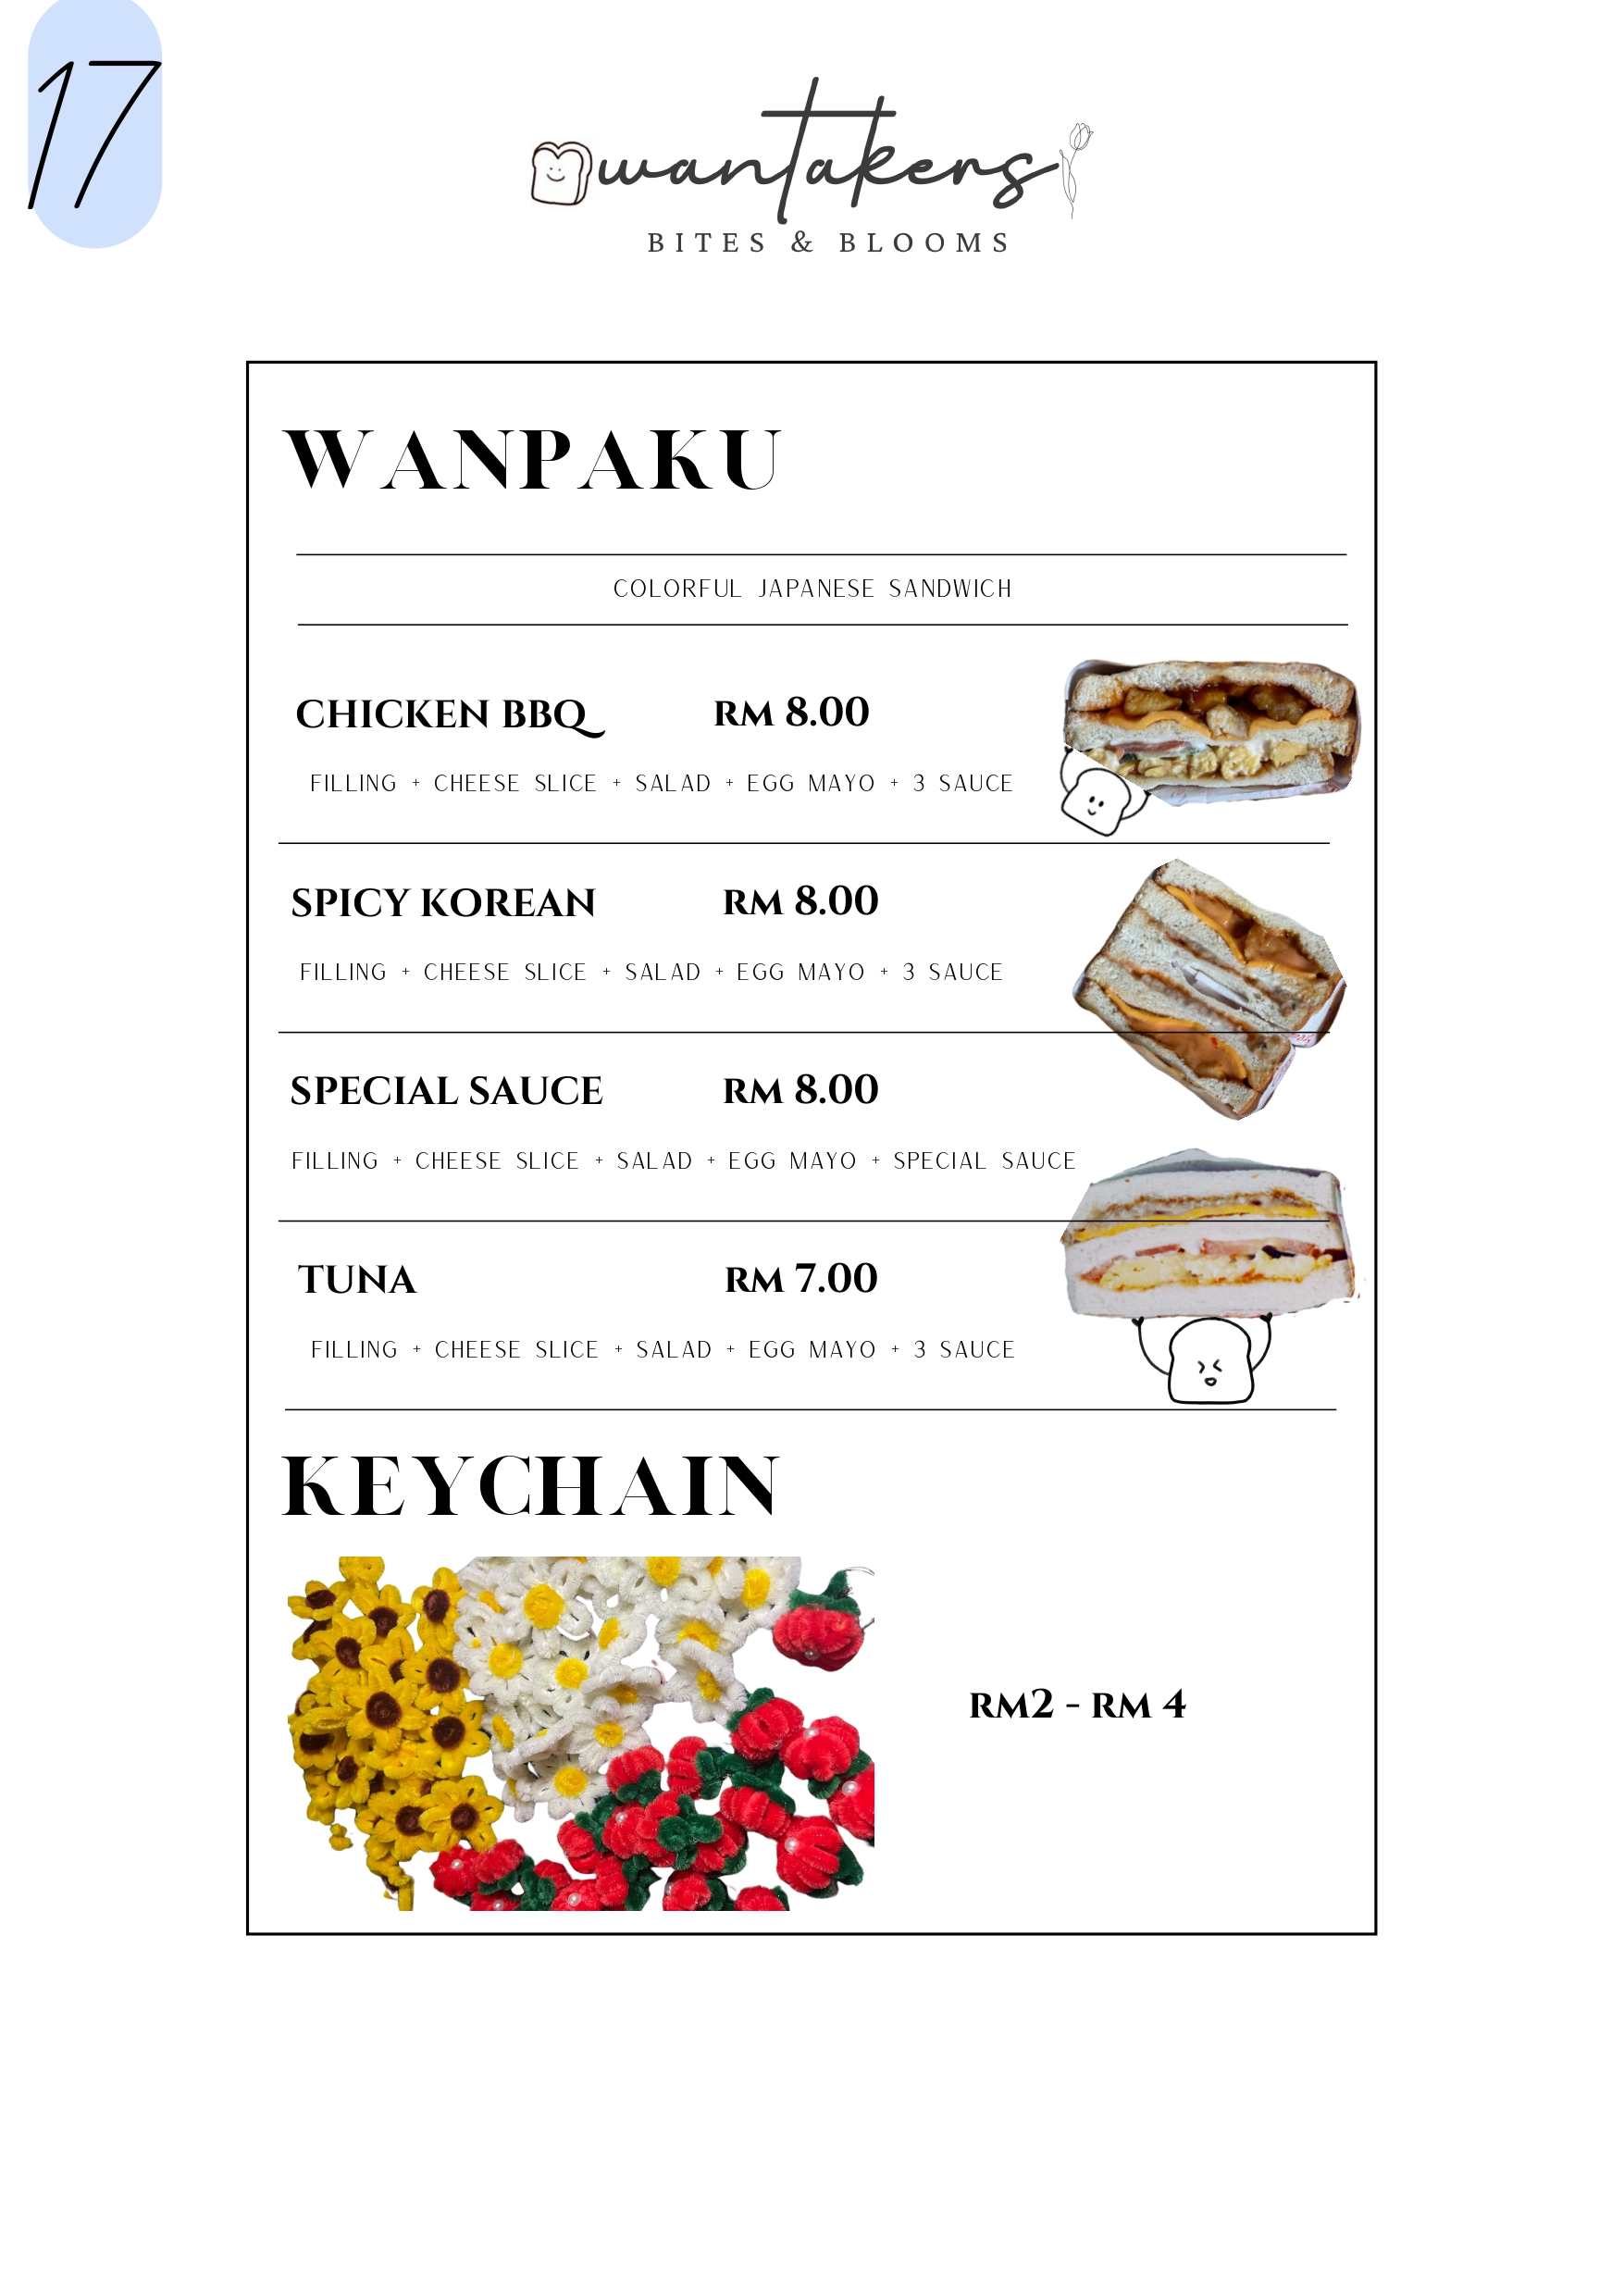 17
wantakers
BITES & BLOOMS
WANPAKU
COLORFUL JAPANESE SANDWICH
CHICKEN BBQ RM 8.00
FILLING + CHEESE SLICE + SALAD + EGG MAYO + 3 SAUCE
SPICY KOREAN RM 8.00
FILLING + CHEESE SLICE + SALAD + EGG MAYO + 3 SAUCE
SPECIAL SAUCE RM 8.00
FILLING + CHEESE SLICE + SALAD + EGG MAYO + SPECIAL SAUCE
TUNA RM 7.00
FILLING + CHEESE SLICE + SALAD + EGG MAYO + 3 SAUCE
KEYCHAIN
RM2 - RM 4